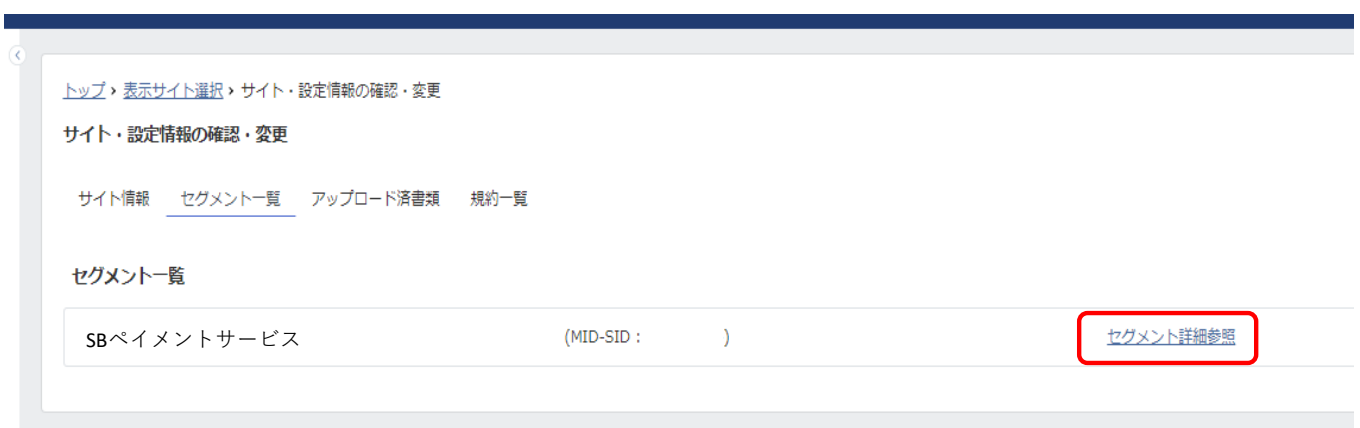 トップ › 表示サイト選択 › サイト・設定情報の確認・変更
サイト・設定情報の確認・変更
サイト情報 セグメント一覧 アップロード済書類 規約一覧
セグメント一覧
SBペイメントサービス (MID-SID： ) セグメント詳細参照